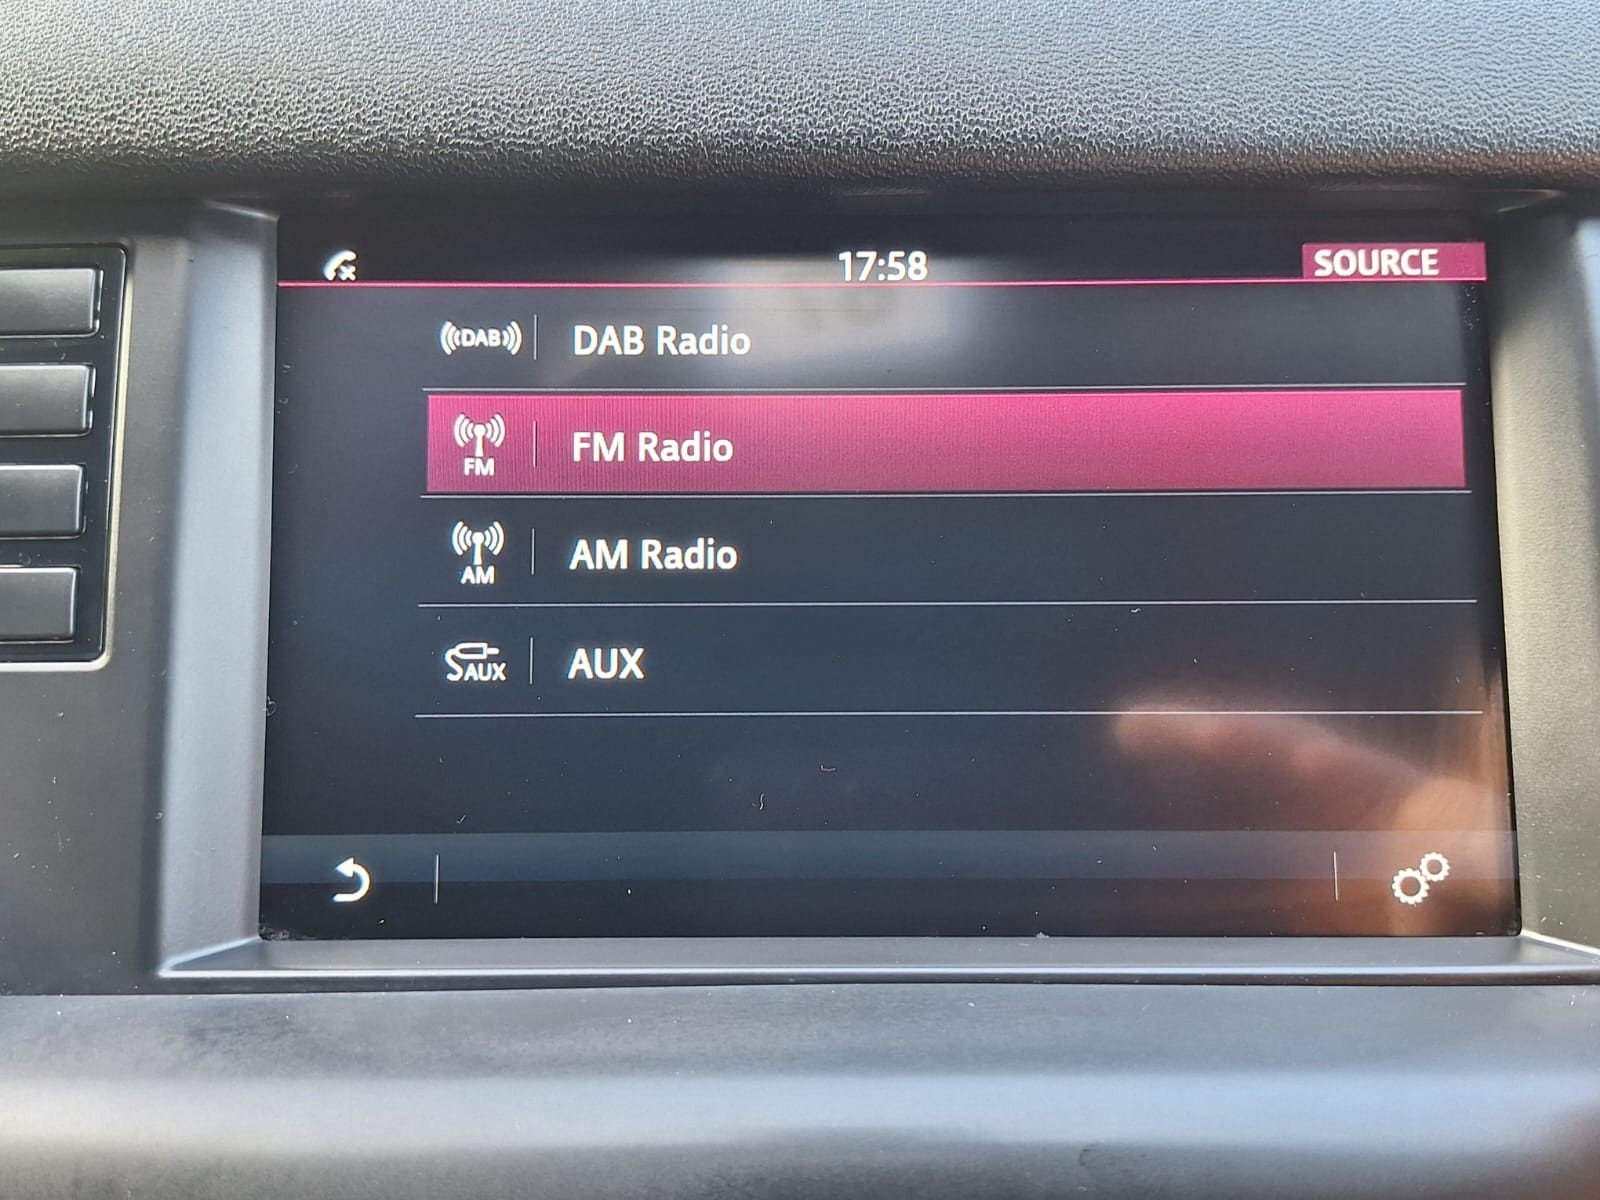 17:58
SOURCE
DAB
DAB Radio
FM
FM Radio
AM
AM Radio
AUX
AUX